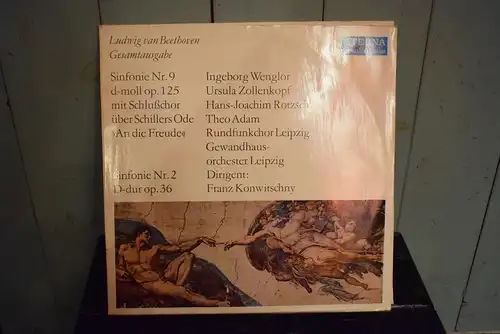 Ludwig van Beethoven
Gesamtausgabe
Sinfonie Nr. 9
d-moll op. 125
mit Schlußchor
über Schillers Ode
»An die Freude«
Sinfonie Nr. 2
D-dur op. 36
Ingeborg Wenglor
Ursula Zollenkopf
Hans-Joachim Rotzsch
Theo Adam
Rundfunkchor Leipzig
Gewandhaus-
orchester Leipzig
Dirigent:
Franz Konwitschny
ETERNA